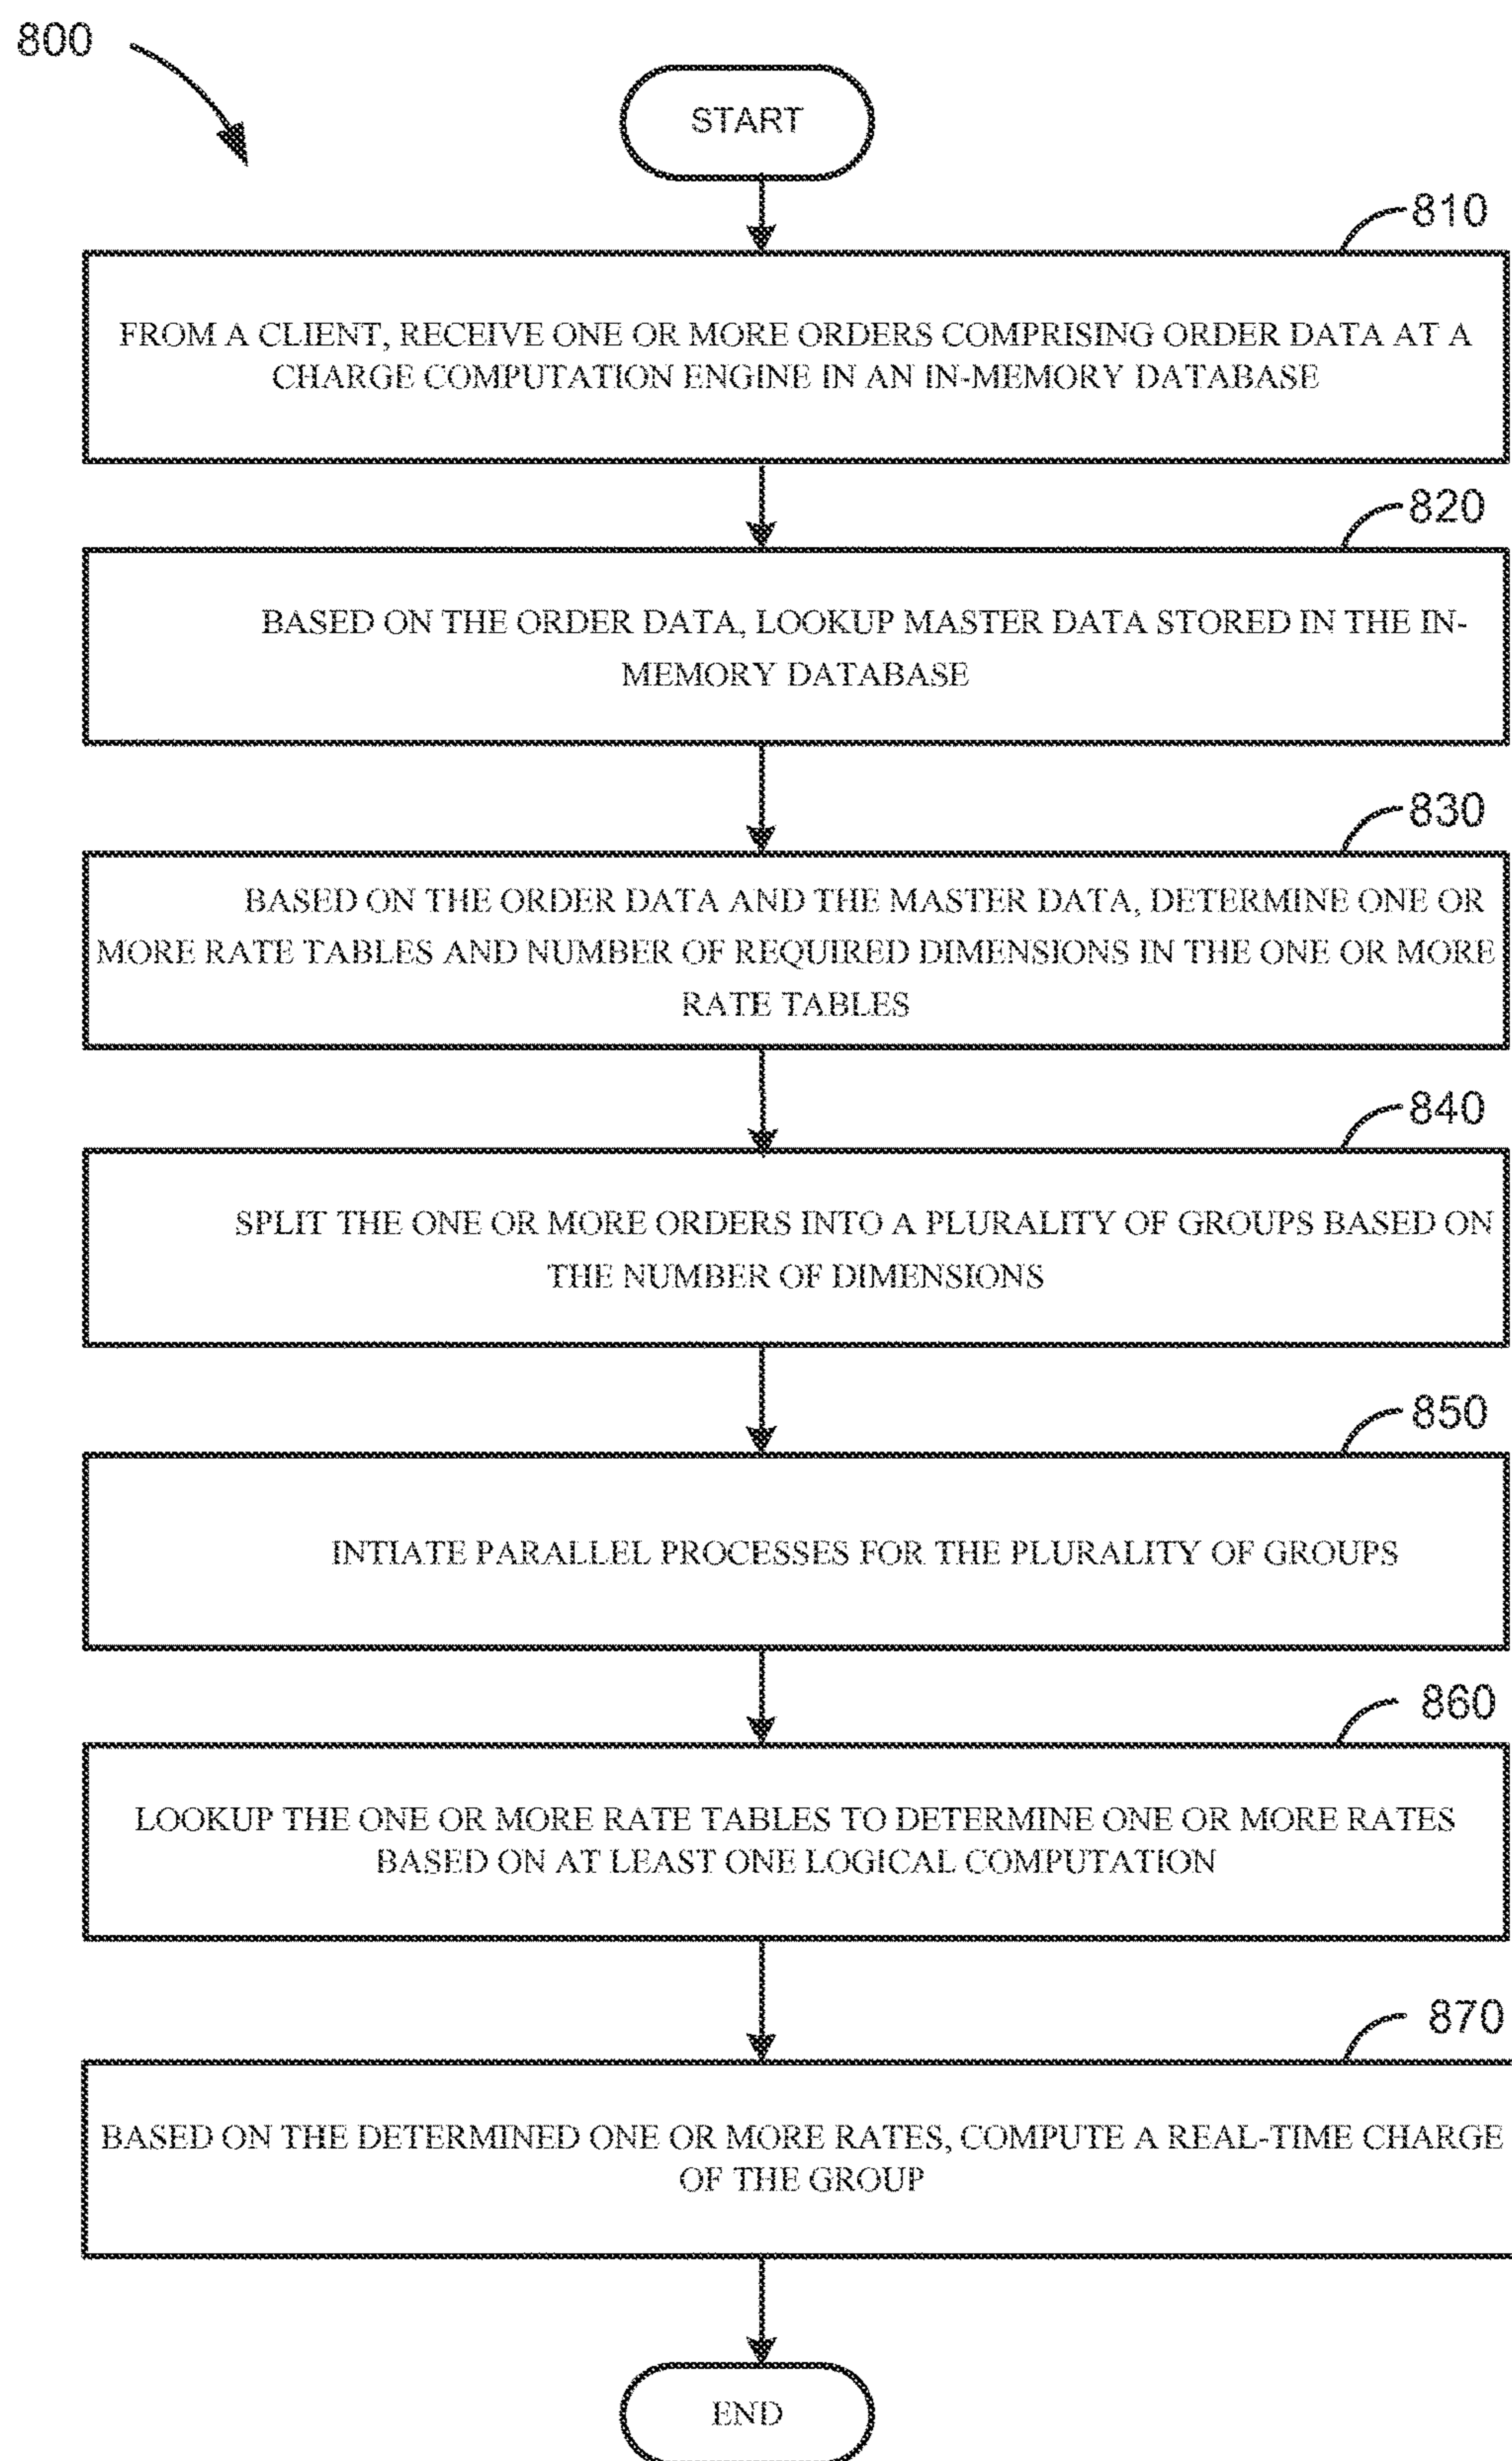 800
START
810
FROM A CLIENT, RECEIVE ONE OR MORE ORDERS COMPRISING ORDER DATA AT A
CHARGE COMPUTATION ENGINE IN AN IN-MEMORY DATABASE
820
BASED ON THE ORDER DATA, LOOKUP MASTER DATA STORED IN THE IN-
MEMORY DATABASE
830
BASED ON THE ORDER DATA AND THE MASTER DATA, DETERMINE ONE OR
MORE RATE TABLES AND NUMBER OF REQUIRED DIMENSIONS IN THE ONE OR MORE
RATE TABLES
840
SPLIT THE ONE OR MORE ORDERS INTO A PLURALITY OF GROUPS BASED ON
THE NUMBER OF DIMENSIONS
850
INTIATE PARALLEL PROCESSES FOR THE PLURALITY OF GROUPS
860
LOOKUP THE ONE OR MORE RATE TABLES TO DETERMINE ONE OR MORE RATES
BASED ON AT LEAST ONE LOGICAL COMPUTATION
870
BASED ON THE DETERMINED ONE OR MORE RATES, COMPUTE A REAL-TIME CHARGE
OF THE GROUP
END